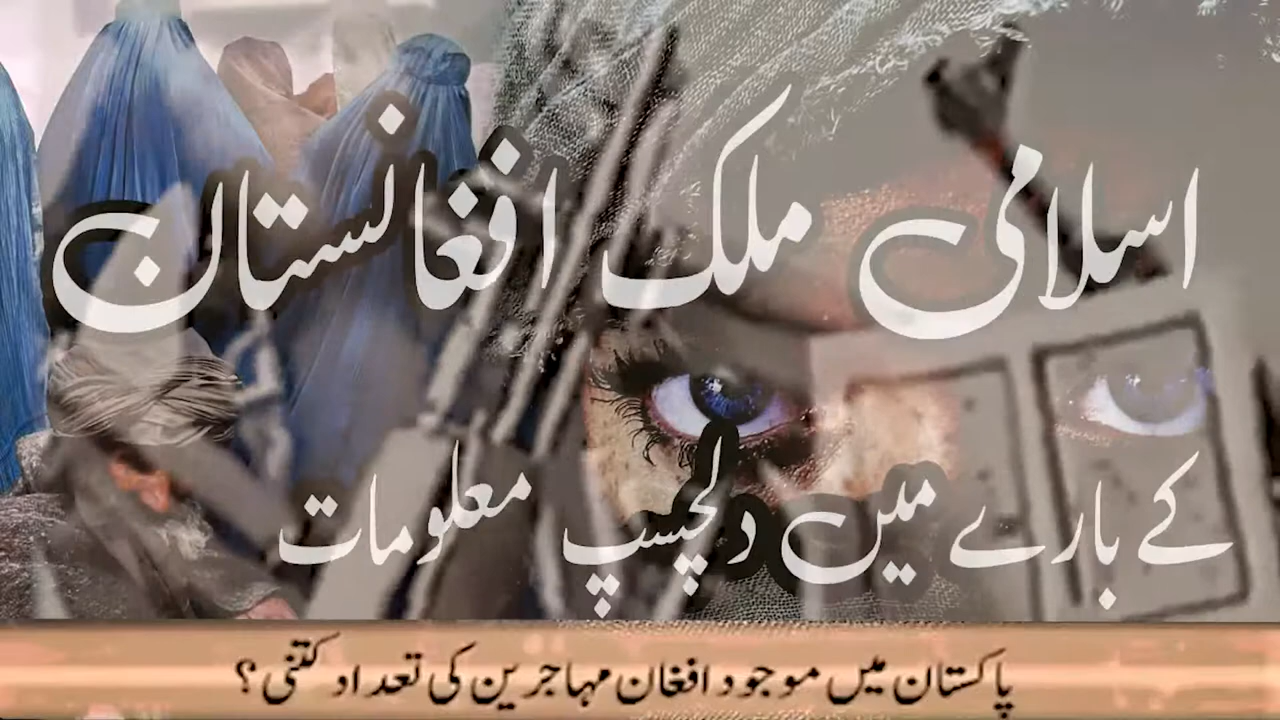 اسلامی ملک افغانستان
کے بارے میں دلچسپ معلومات
پاکستان میں موجود افغان مہاجرین کی تعداد کتنی؟